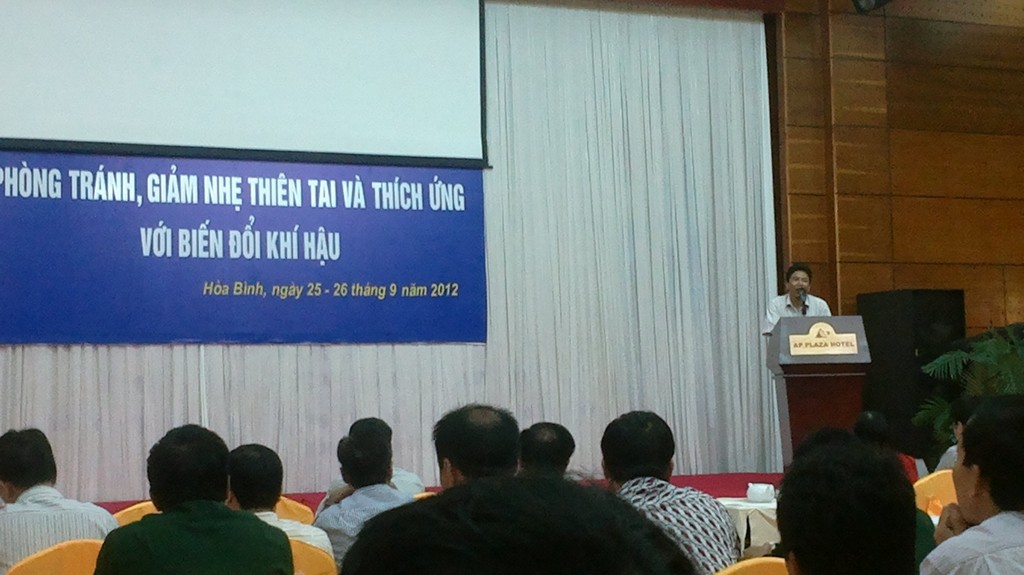 PHÒNG TRÁNH, GIẢM NHẸ THIÊN TAI VÀ THÍCH ỨNG
VỚI BIẾN ĐỔI KHÍ HẬU
Hòa Bình, ngày 25 - 26 tháng 9 năm 2012
AP PLAZA HOTEL